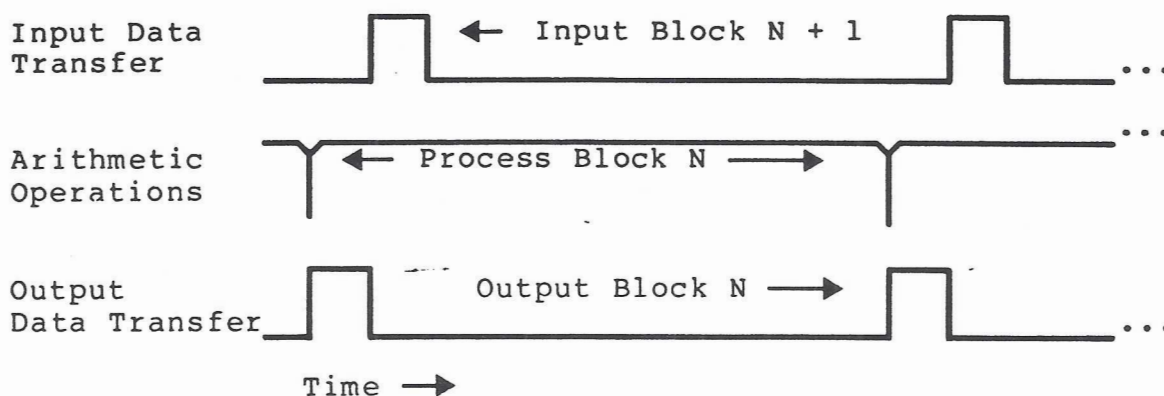 Input Data
Transfer
← Input Block N + 1
...
Arithmetic
Operations
← Process Block N →
...
Output
Data Transfer
Output Block N →
...
Time →